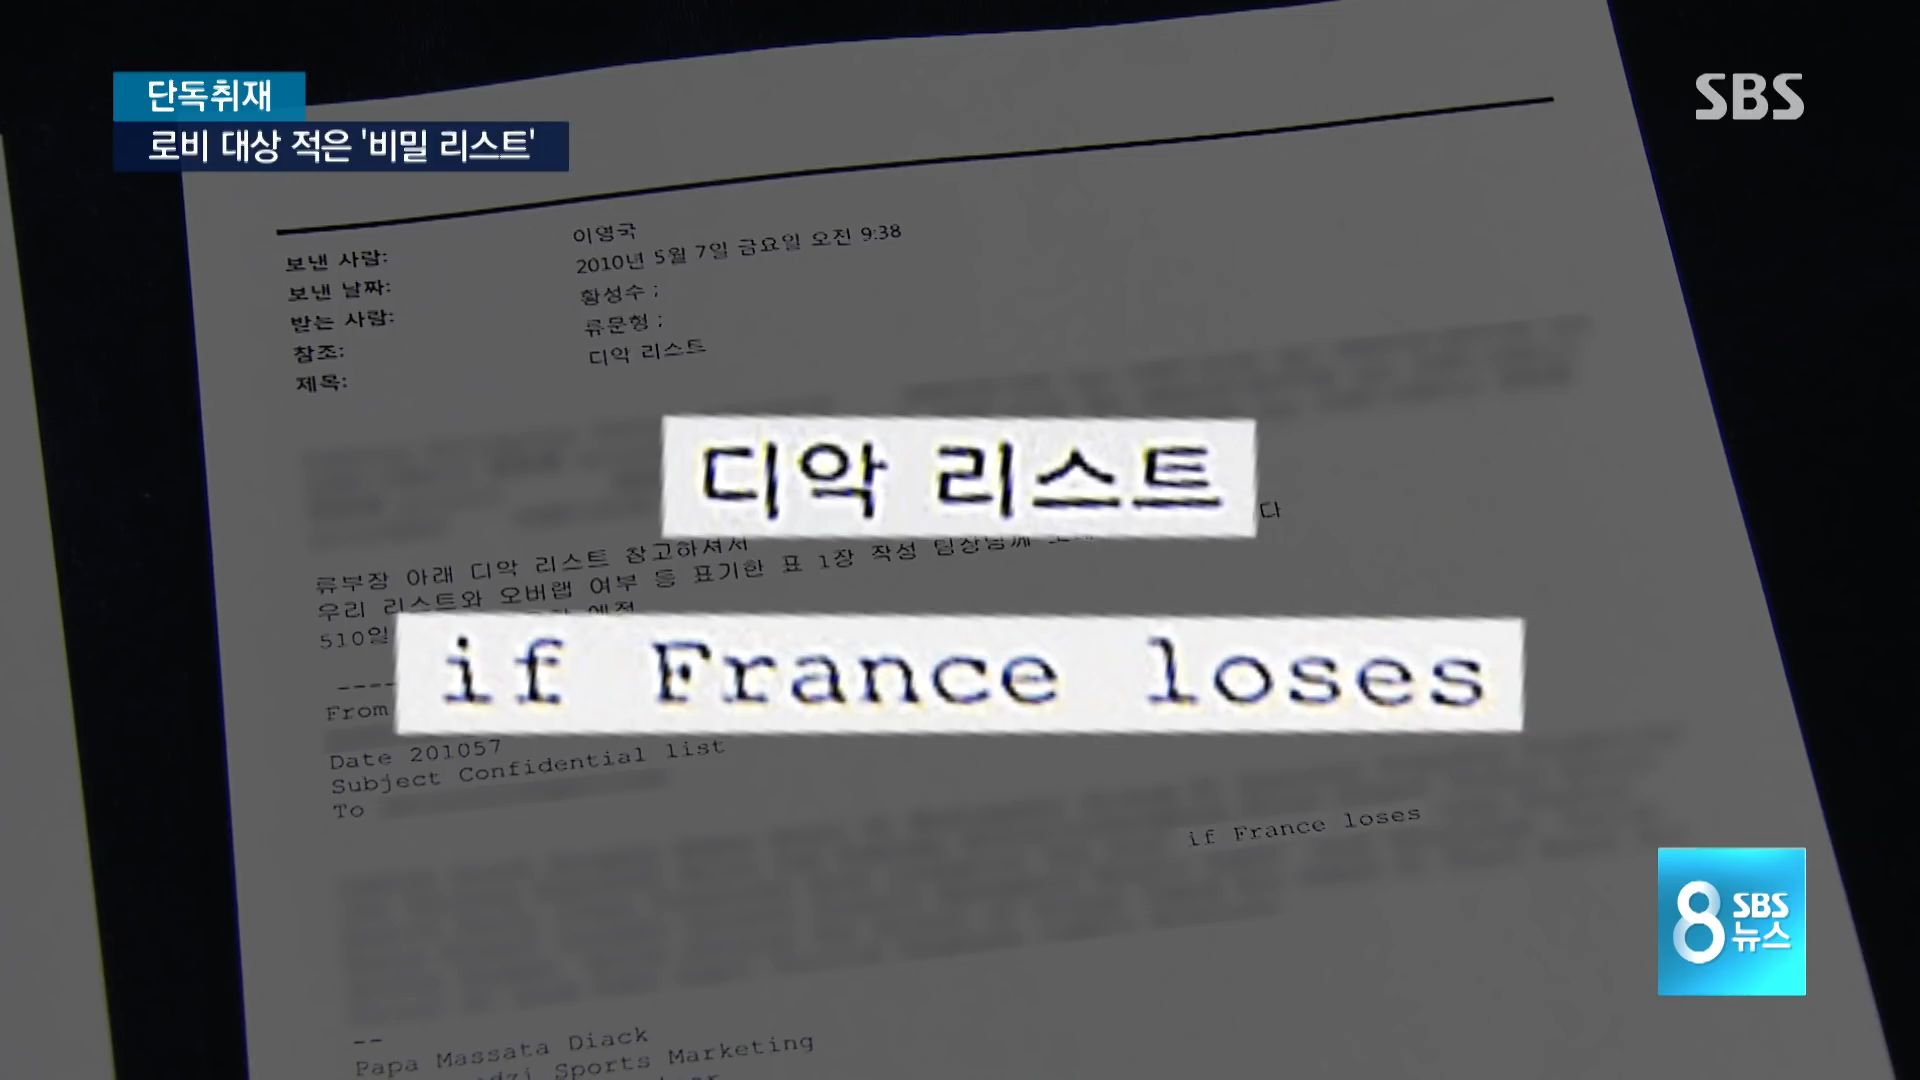 단독취재
로비 대상 적은 '비밀 리스트'
SBS
보낸 사람: 이영국
보낸 날짜: 2010년 5월 7일 금요일 오전 9:38
받는 사람: 황성수 ;
참조: 류문형 ;
제목: 디악 리스트
디악 리스트
다
류부장 아래 디악 리스트 참고하셔서
우리 리스트와 오버랩 여부 등 표기한 표 1장 작성 팀장님께
510일 예정
if France loses
----
From
Date 201057
Subject Confidential list
To
if France loses
--
Papa Massata Diack
Sports Marketing
8 SBS 뉴스